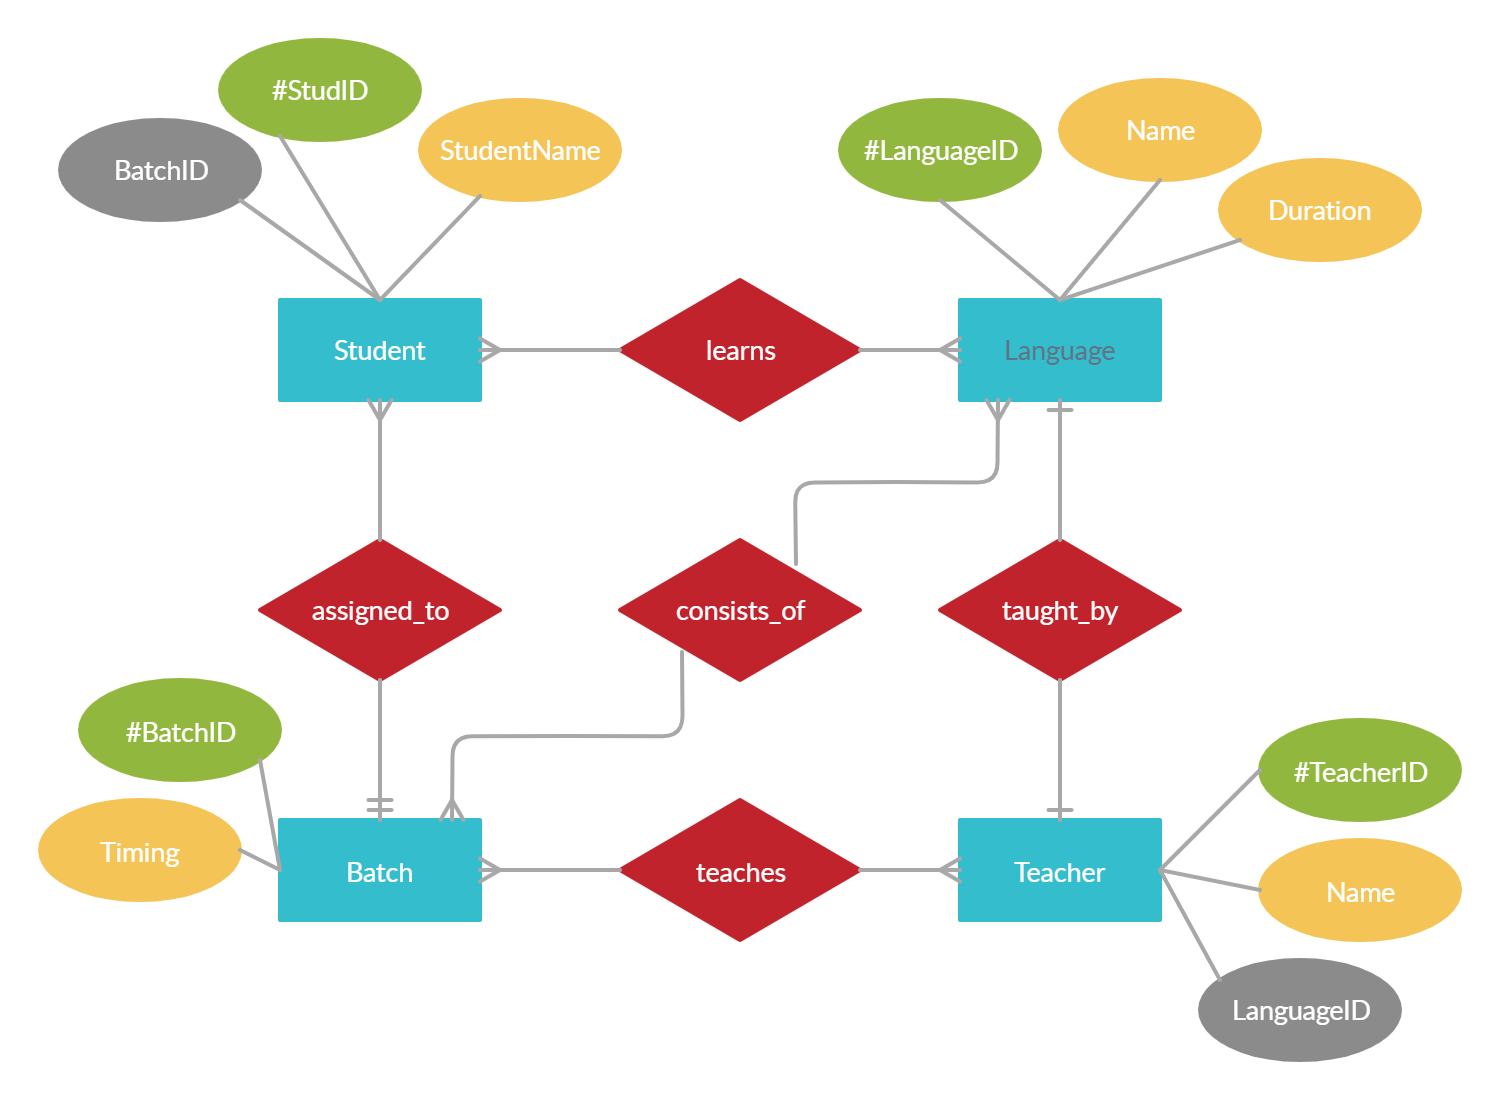 #StudID
BatchID
StudentName
#LanguageID
Name
Duration
Student
learns
Language
assigned_to
consists_of
taught_by
#BatchID
Timing
Batch
teaches
Teacher
#TeacherID
Name
LanguageID